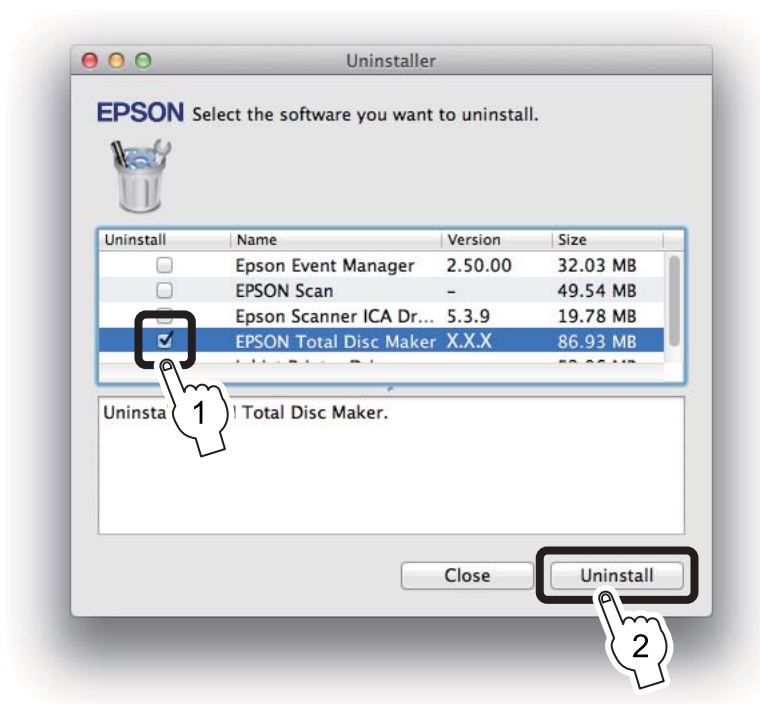 Uninstaller
EPSON Select the software you want to uninstall.
Uninstall Name Version Size
Epson Event Manager 2.50.00 32.03 MB
EPSON Scan – 49.54 MB
Epson Scanner ICA Dr... 5.3.9 19.78 MB
EPSON Total Disc Maker X.X.X 86.93 MB
1
Total Disc Maker.
Close Uninstall
2